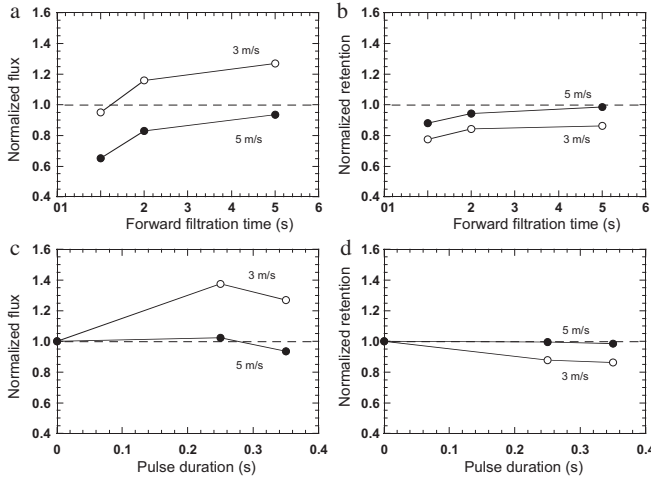 a
1.6
1.4
1.2
1.0
0.8
0.6
0.4
Normalized flux
3 m/s
5 m/s
01 2 3 4 5 6
Forward filtration time (s)
b
1.6
1.4
1.2
1.0
0.8
0.6
0.4
Normalized retention
5 m/s
3 m/s
01 2 3 4 5 6
Forward filtration time (s)
c
1.6
1.4
1.2
1.0
0.8
0.6
0.4
Normalized flux
3 m/s
5 m/s
0 0.1 0.2 0.3 0.4
Pulse duration (s)
d
1.6
1.4
1.2
1.0
0.8
0.6
0.4
Normalized retention
5 m/s
3 m/s
0 0.1 0.2 0.3 0.4
Pulse duration (s)